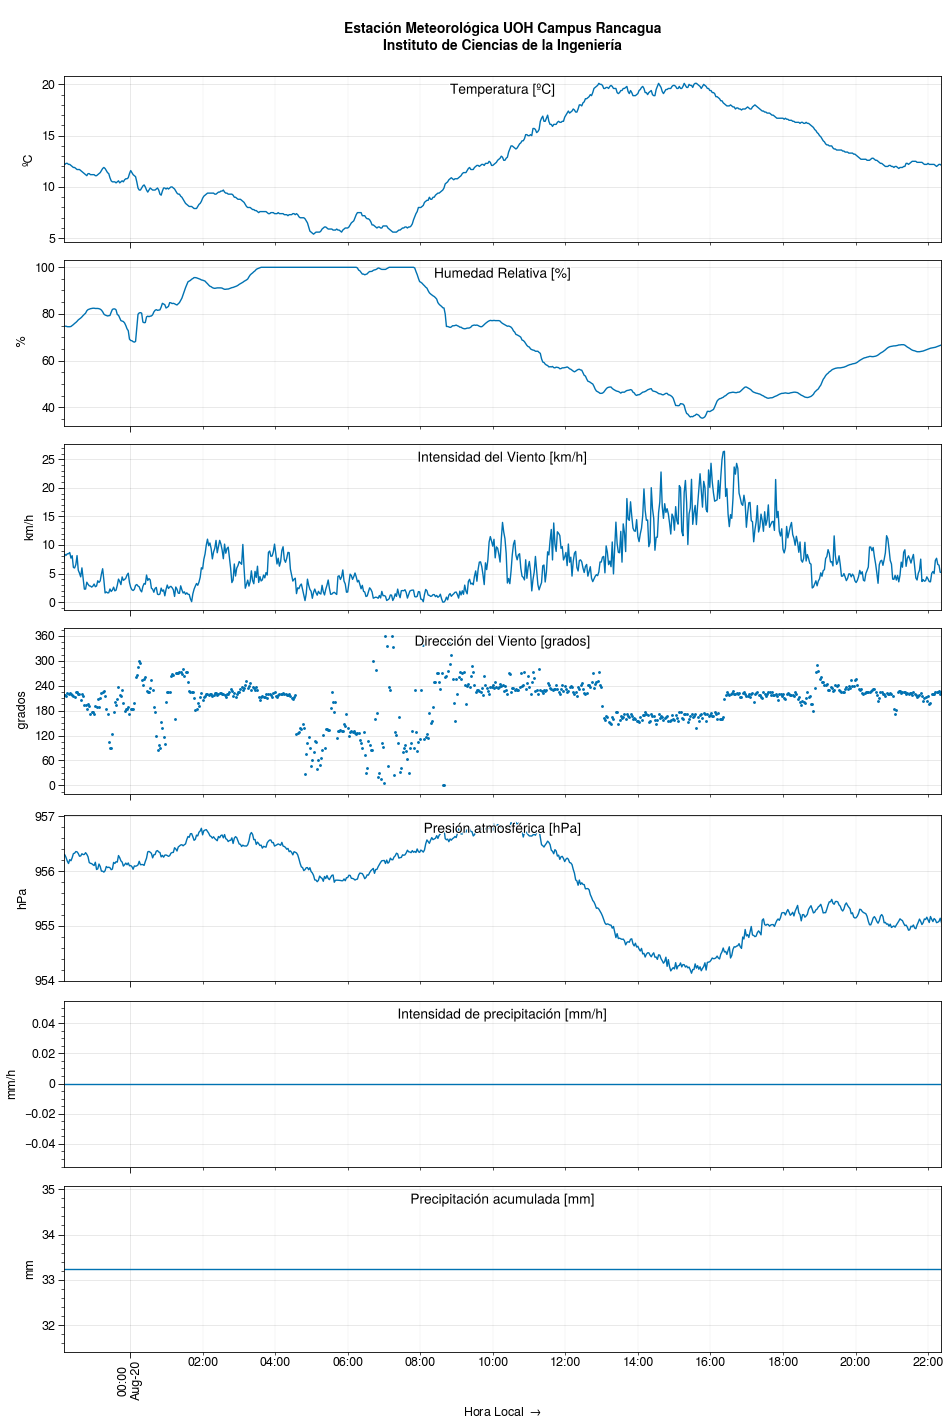 Estación Meteorológica UOH Campus Rancagua
Instituto de Ciencias de la Ingeniería
Temperatura [ºC]
ºC
20
15
10
5
Humedad Relativa [%]
%
100
80
60
40
Intensidad del Viento [km/h]
km/h
25
20
15
10
5
0
Dirección del Viento [grados]
grados
360
300
240
180
120
60
0
Presión atmosférica [hPa]
hPa
957
956
955
954
Intensidad de precipitación [mm/h]
mm/h
0.04
0.02
0
−0.02
−0.04
Precipitación acumulada [mm]
mm
35
34
33
32
00:00
Aug-20
02:00 04:00 06:00 08:00 10:00 12:00 14:00 16:00 18:00 20:00 22:00
Hora Local →